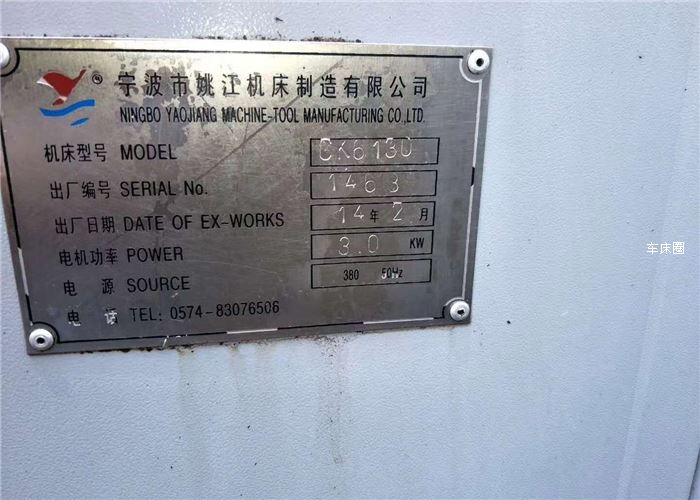 宁波市姚江机床制造有限公司
NINGBO YAOJIANG MACHINE-TOOL MANUFACTURING CO.,LTD.
机床型号 MODEL CK6130
出厂编号 SERIAL No. 1463
出厂日期 DATE OF EX-WORKS 14年2月
电机功率 POWER 3.0 KW
电 源 SOURCE 380 50Hz
电 话 TEL: 0574-83076506
车床圈